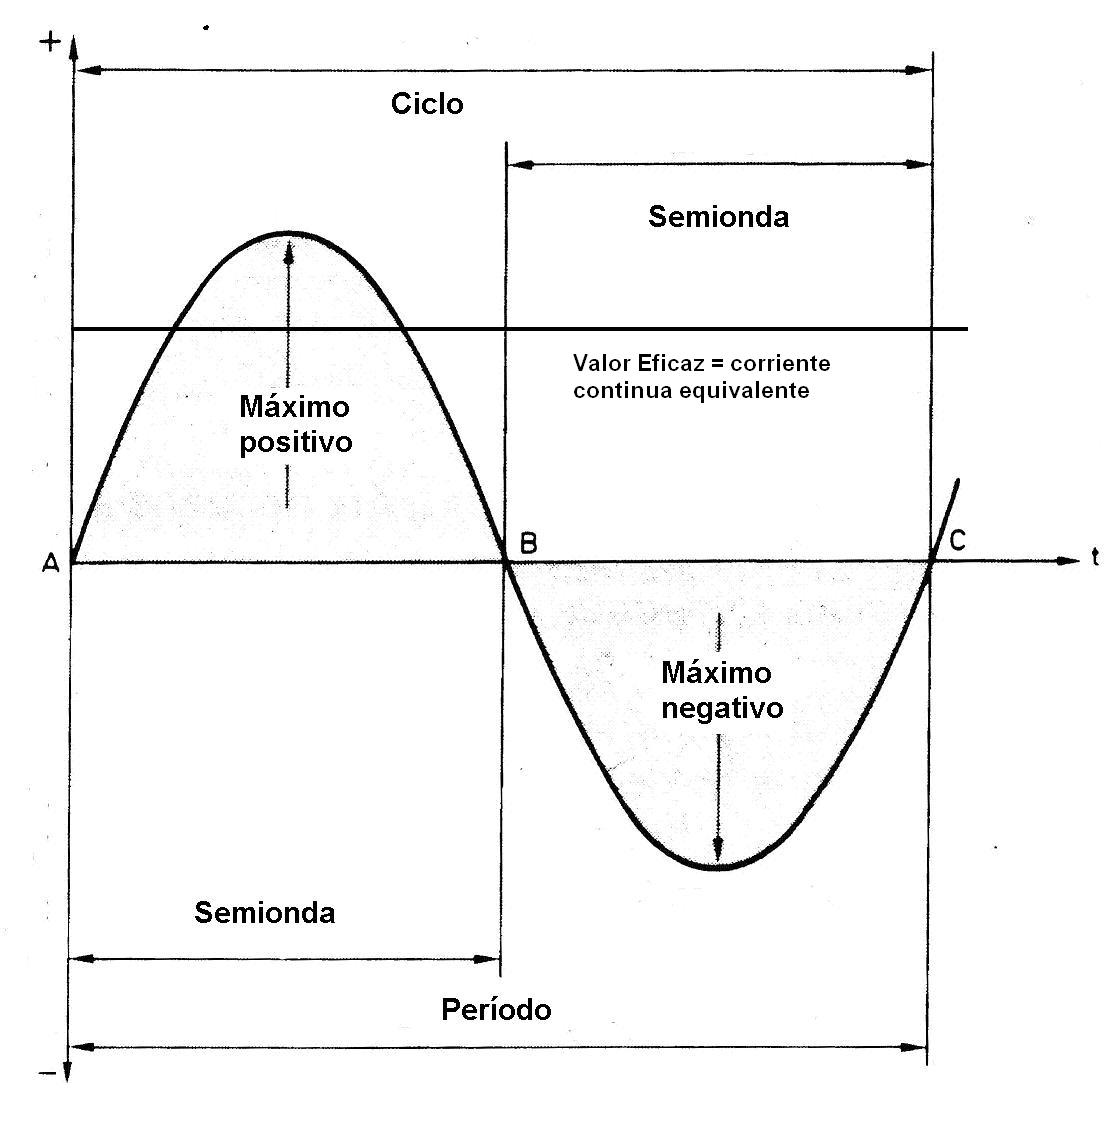 +
Ciclo
Semionda
Valor Eficaz = corriente
continua equivalente
Máximo
positivo
A
B
C
t
Máximo
negativo
Semionda
Período
−